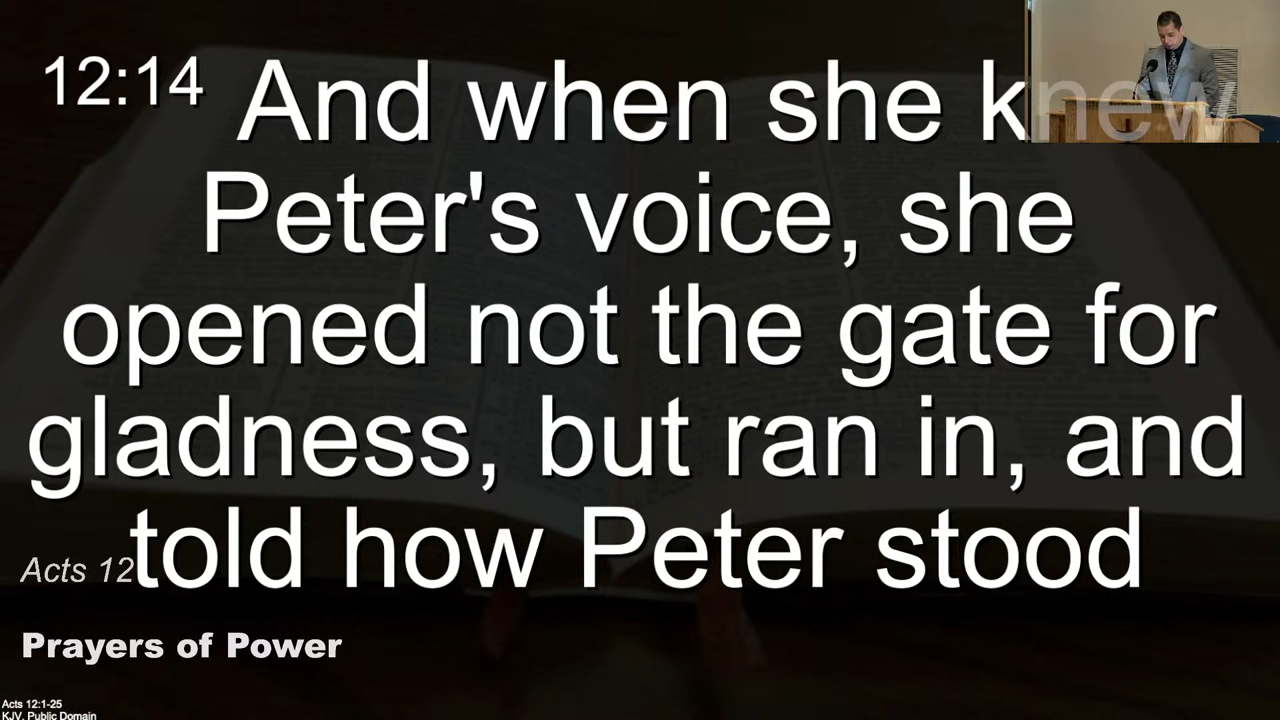 12:14 And when she knew
Peter's voice, she
opened not the gate for
gladness, but ran in, and
told how Peter stood
Acts 12
Prayers of Power
Acts 12:1-25
KJV, Public Domain